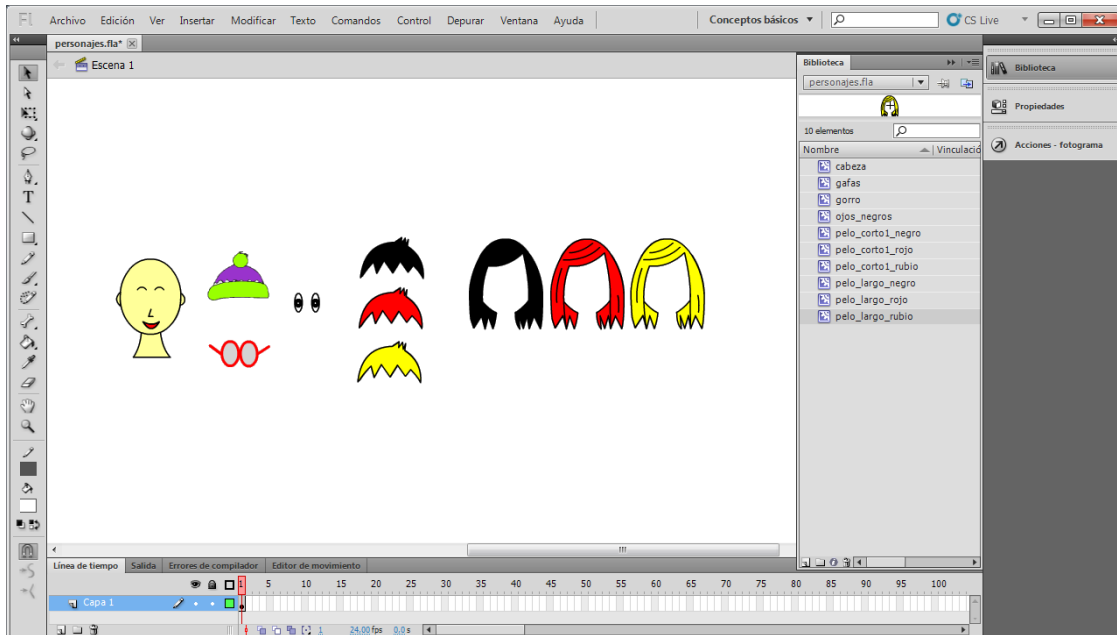 Fl Archivo Edición Ver Insertar Modificar Texto Comandos Control Depurar Ventana Ayuda Conceptos básicos CS Live
personajes.fla*
Escena 1
T
Biblioteca
personajes.fla
10 elementos
Nombre Vinculació
cabeza
gafas
gorro
ojos_negros
pelo_corto1_negro
pelo_corto1_rojo
pelo_corto1_rubio
pelo_largo_negro
pelo_largo_rojo
pelo_largo_rubio
Biblioteca
Propiedades
Acciones - fotograma
Línea de tiempo Salida Errores de compilador Editor de movimiento
1 5 10 15 20 25 30 35 40 45 50 55 60 65 70 75 80 85 90 95 100
Capa 1
1 24,00 fps 0,0 s